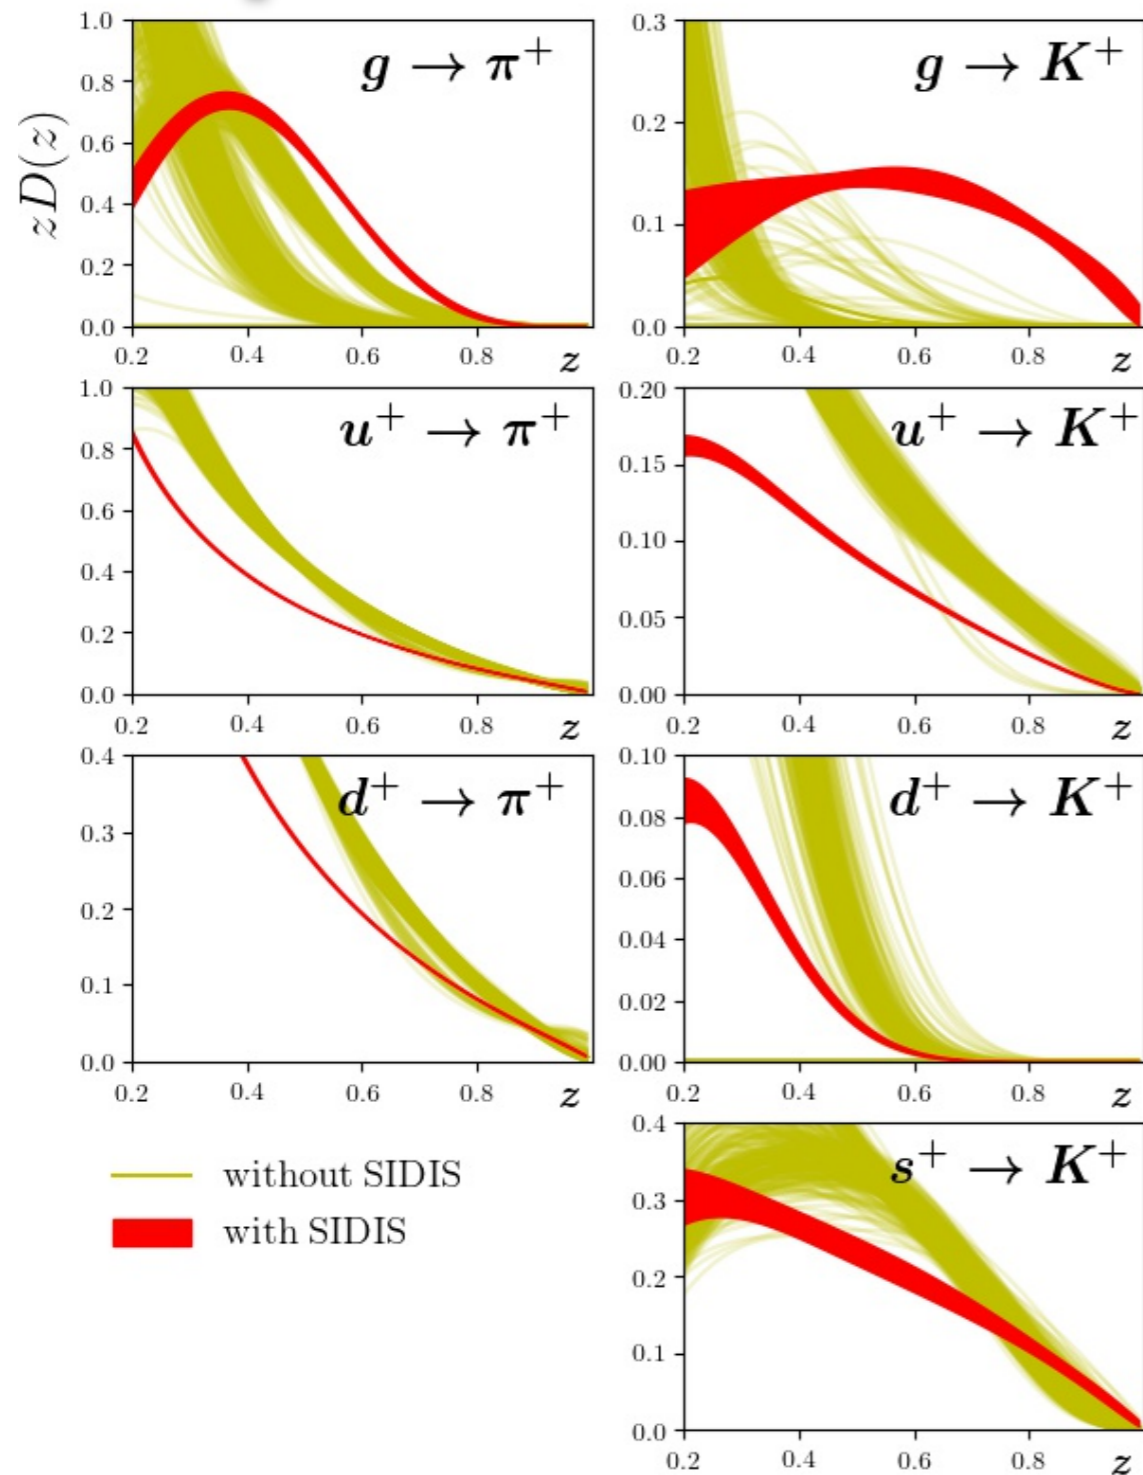 1.0
0.8
0.6
0.4
0.2
0.0
zD(z)
g → π⁺
0.2 0.4 0.6 0.8 z
0.3
0.2
0.1
0.0
g → K⁺
0.2 0.4 0.6 0.8 z
1.0
0.8
0.6
0.4
0.2
0.0
u⁺ → π⁺
0.2 0.4 0.6 0.8 z
0.20
0.15
0.10
0.05
0.00
u⁺ → K⁺
0.2 0.4 0.6 0.8 z
0.4
0.3
0.2
0.1
0.0
d⁺ → π⁺
0.2 0.4 0.6 0.8 z
0.10
0.08
0.06
0.04
0.02
0.00
d⁺ → K⁺
0.2 0.4 0.6 0.8 z
without SIDIS
with SIDIS
0.4
0.3
0.2
0.1
0.0
s⁺ → K⁺
0.2 0.4 0.6 0.8 z